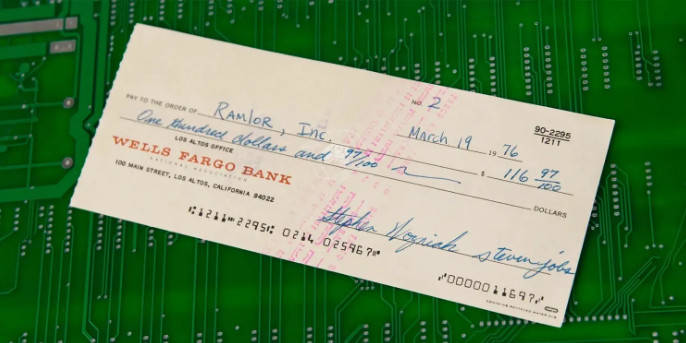 NO. 2
90-2295
1211
March 19 1976
PAY TO THE ORDER OF Ramlor, Inc.
$ 116 97/100
One Hundred dollars and 97/100
DOLLARS
LOS ALTOS OFFICE
WELLS FARGO BANK
NATIONAL ASSOCIATION
100 MAIN STREET, LOS ALTOS, CALIFORNIA 94022
Stephen Wozniak steven jobs
⑆1211⑉2295⑆ 0214 025967⑈ ⑈0000011697⑈